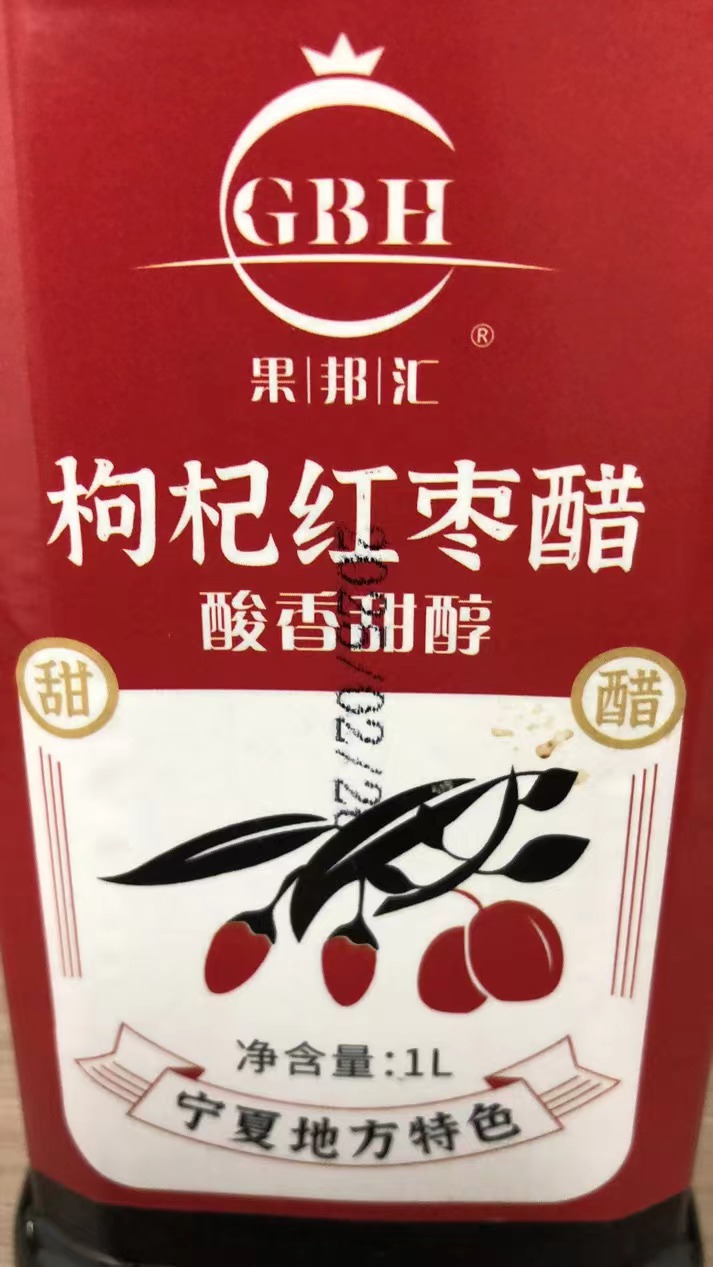 GBH
®
果|邦|汇
枸杞红枣醋
酸香甜醇
甜
醋
净含量:1L
宁夏地方特色